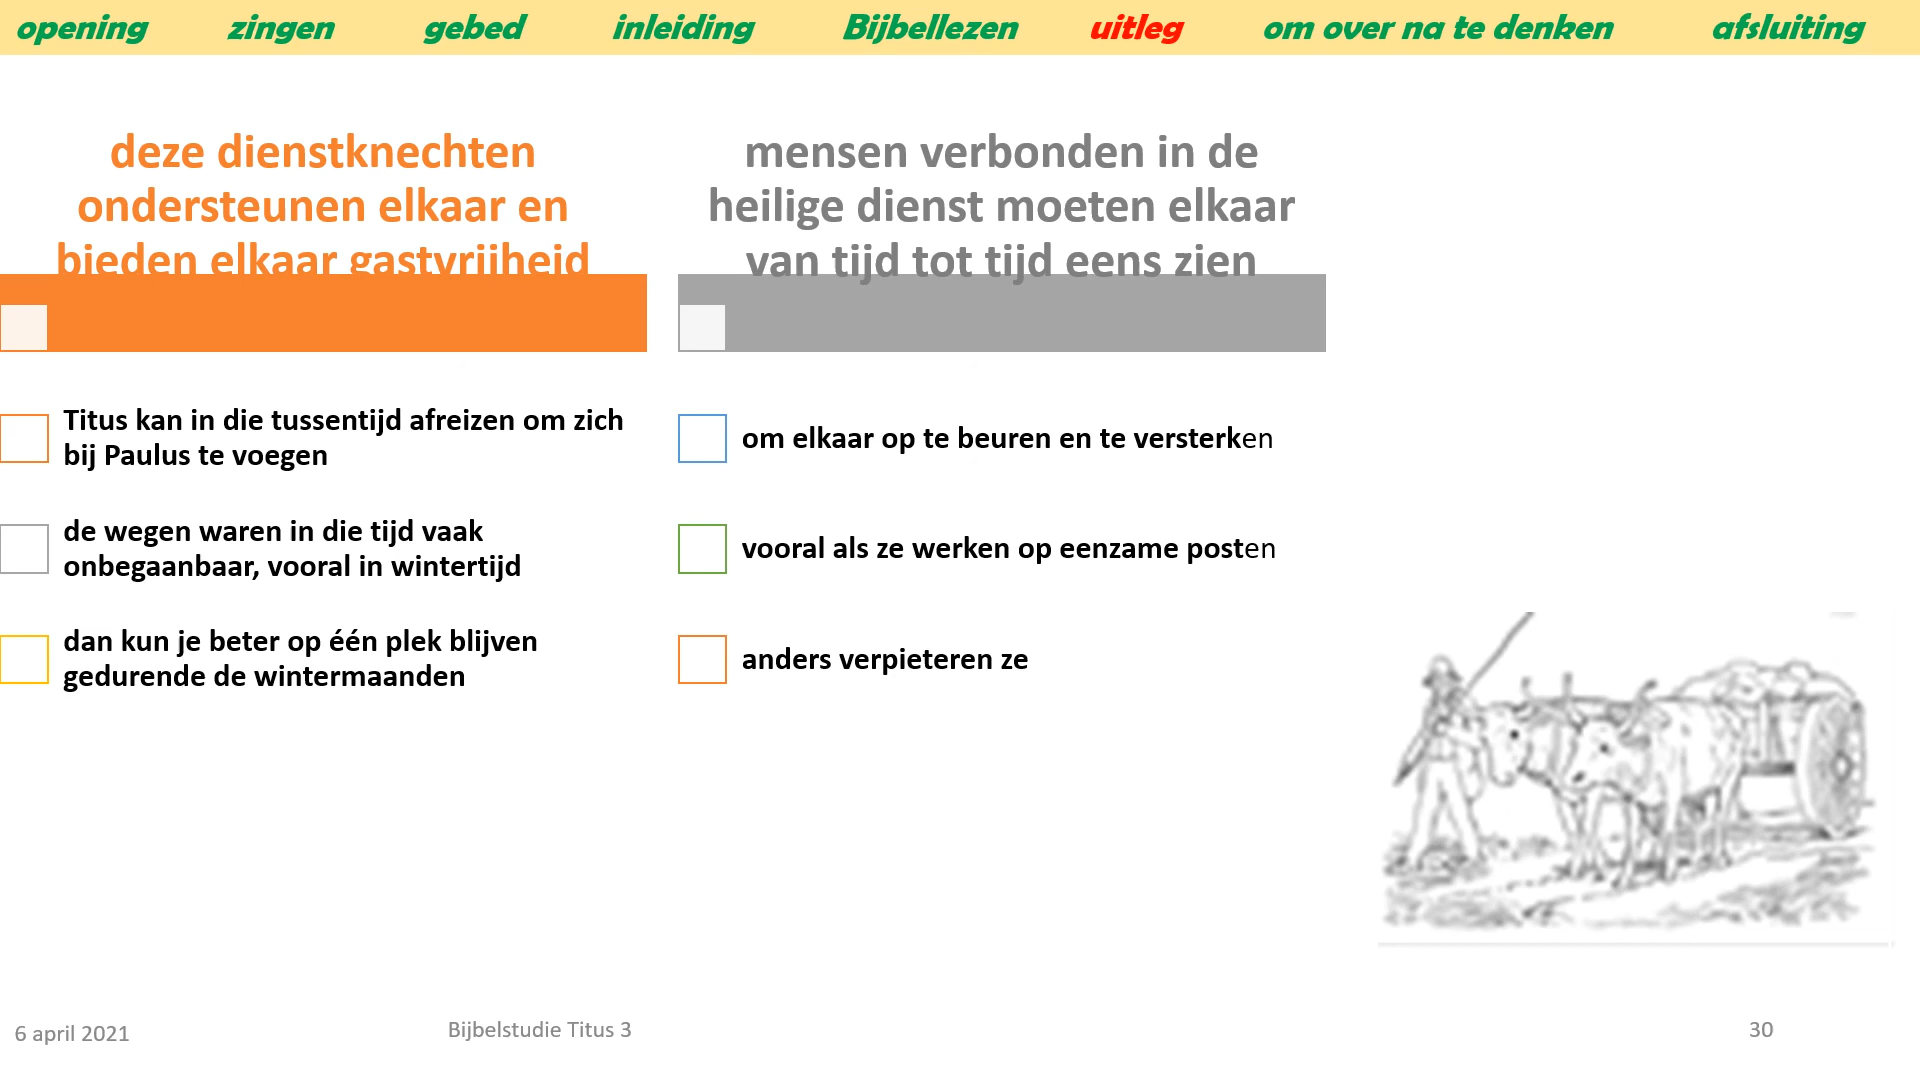 opening zingen gebed inleiding Bijbellezen uitleg om over na te denken afsluiting
deze dienstknechten
ondersteunen elkaar en
bieden elkaar gastvrijheid
mensen verbonden in de
heilige dienst moeten elkaar
van tijd tot tijd eens zien
Titus kan in die tussentijd afreizen om zich
bij Paulus te voegen
de wegen waren in die tijd vaak
onbegaanbaar, vooral in wintertijd
dan kun je beter op één plek blijven
gedurende de wintermaanden
om elkaar op te beuren en te versterken
vooral als ze werken op eenzame posten
anders verpieteren ze
6 april 2021
Bijbelstudie Titus 3
30